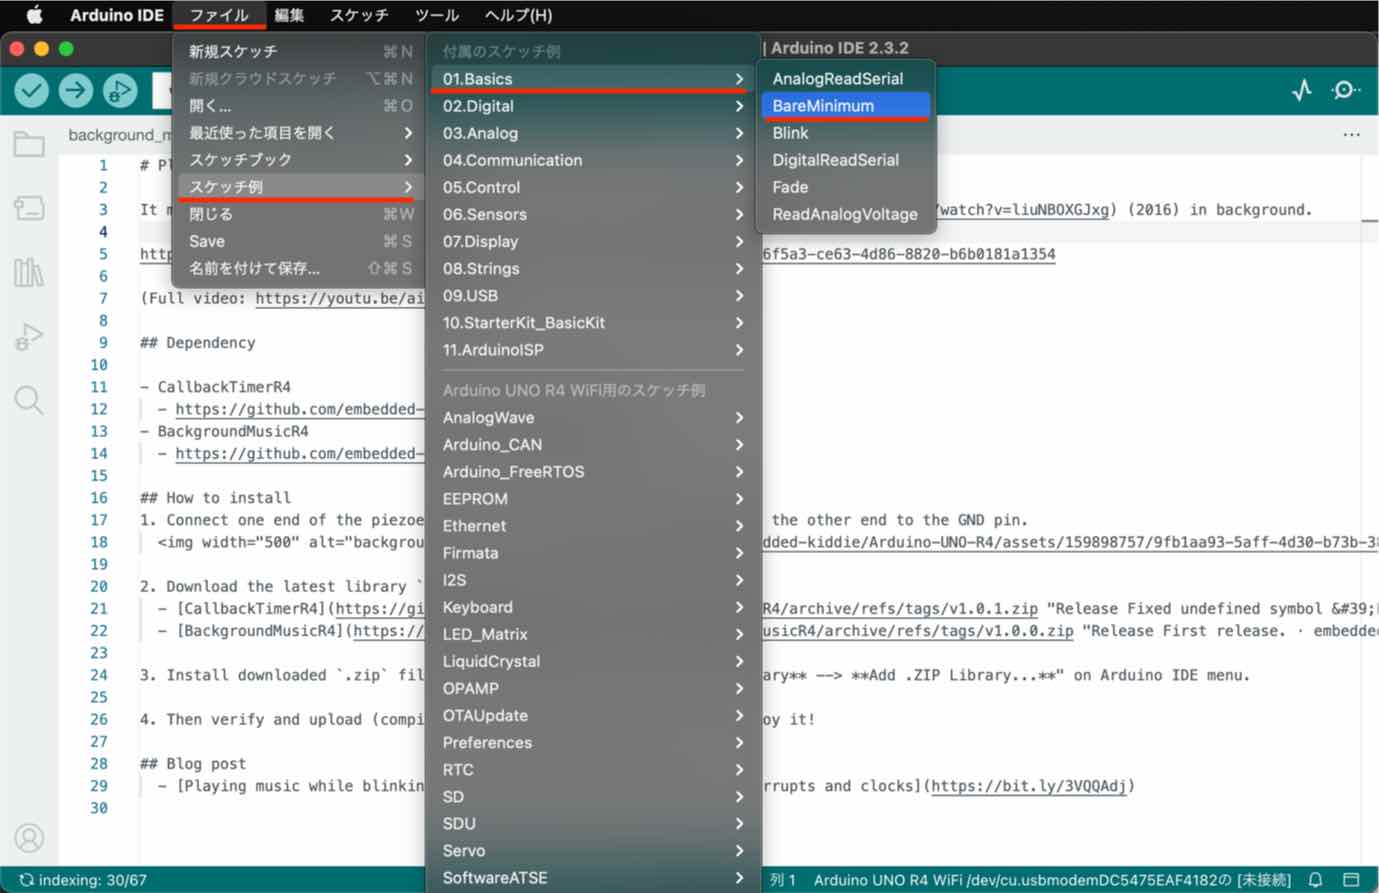 Arduino IDE ファイル 編集 スケッチ ツール ヘルプ(H)
| Arduino IDE 2.3.2
新規スケッチ ⌘ N
新規クラウドスケッチ ⌥ ⌘ N
開く... ⌘ O
最近使った項目を開く
スケッチブック
スケッチ例
閉じる ⌘ W
Save ⌘ S
名前を付けて保存... ⇧ ⌘ S
付属のスケッチ例
01.Basics
02.Digital
03.Analog
04.Communication
05.Control
06.Sensors
07.Display
08.Strings
09.USB
10.StarterKit_BasicKit
11.ArduinoISP
Arduino UNO R4 WiFi用のスケッチ例
AnalogWave
Arduino_CAN
Arduino_FreeRTOS
EEPROM
Ethernet
Firmata
I2S
Keyboard
LED_Matrix
LiquidCrystal
OPAMP
OTAUpdate
Preferences
RTC
SD
SDU
Servo
SoftwareATSE
AnalogReadSerial
BareMinimum
Blink
DigitalReadSerial
Fade
ReadAnalogVoltage
background_m
1 # P
2
3 It m /watch?v=liuNBOXGJxg) (2016) in background.
4
5 http 6f5a3-ce63-4d86-8820-b6b0181a1354
6
7 (Full video: https://youtu.be/ai
8
9 ## Dependency
10
11 - CallbackTimerR4
12 - https://github.com/embedded-
13 - BackgroundMusicR4
14 - https://github.com/embedded-
15
16 ## How to install
17 1. Connect one end of the piezoe the other end to the GND pin.
18 <img width="500" alt="backgrou dded-kiddie/Arduino-UNO-R4/assets/159898757/9fb1aa93-5aff-4d30-b73b-38
19
20 2. Download the latest library `
21 - [CallbackTimerR4](https://gi R4/archive/refs/tags/v1.0.1.zip "Release Fixed undefined symbol &#39;
22 - [BackgroundMusicR4](https:// usicR4/archive/refs/tags/v1.0.0.zip "Release First release. · embedded
23
24 3. Install downloaded `.zip` fil ary** --> **Add .ZIP Library...**" on Arduino IDE menu.
25
26 4. Then verify and upload (compi oy it!
27
28 ## Blog post
29 - [Playing music while blinkin rrupts and clocks](https://bit.ly/3VQQAdj)
30
indexing: 30/67 列 1 Arduino UNO R4 WiFi /dev/cu.usbmodemDC5475EAF4182の [未接続]